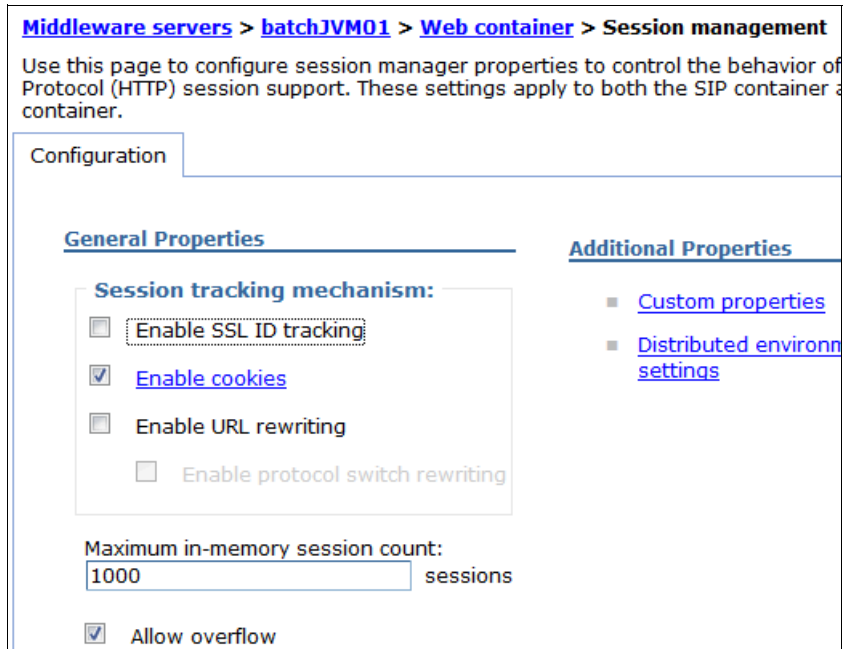 Middleware servers > batchJVM01 > Web container > Session management
Use this page to configure session manager properties to control the behavior of
Protocol (HTTP) session support. These settings apply to both the SIP container
container.
Configuration
General Properties
Session tracking mechanism:
Enable SSL ID tracking
Enable cookies
Enable URL rewriting
Enable protocol switch rewriting
Maximum in-memory session count:
1000 sessions
Allow overflow
Additional Properties
Custom properties
Distributed
settings